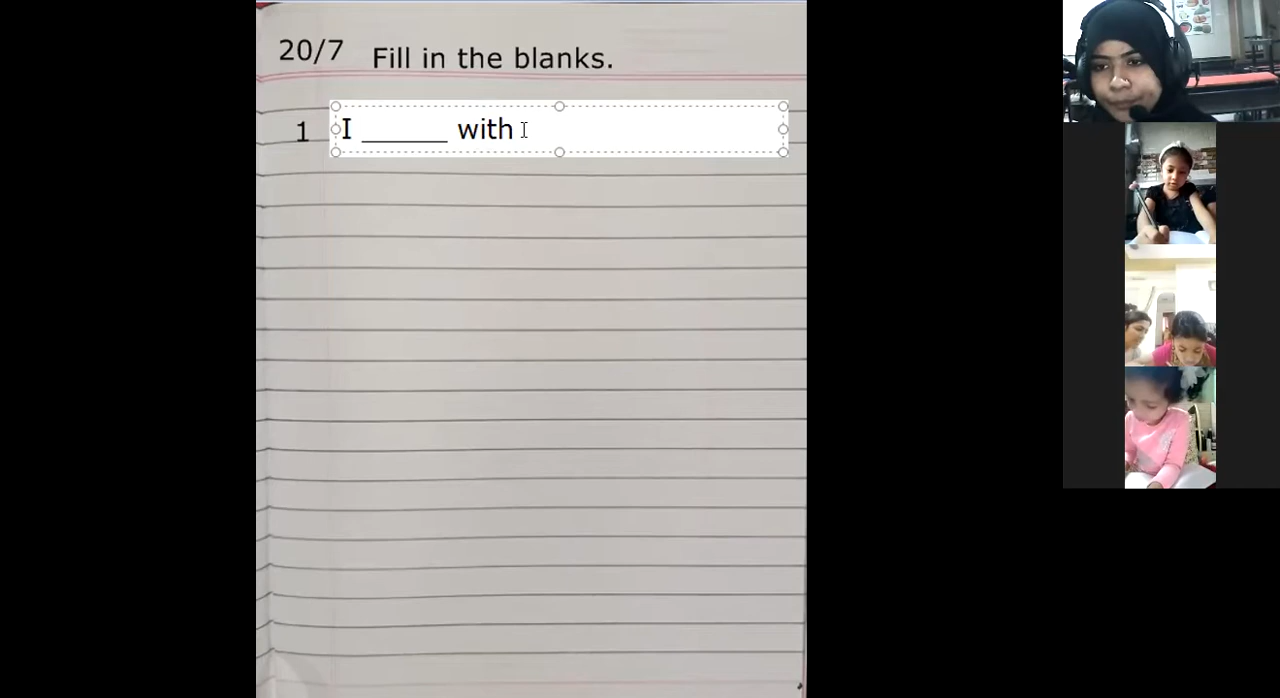 20/7 Fill in the blanks.
1 I ______ with